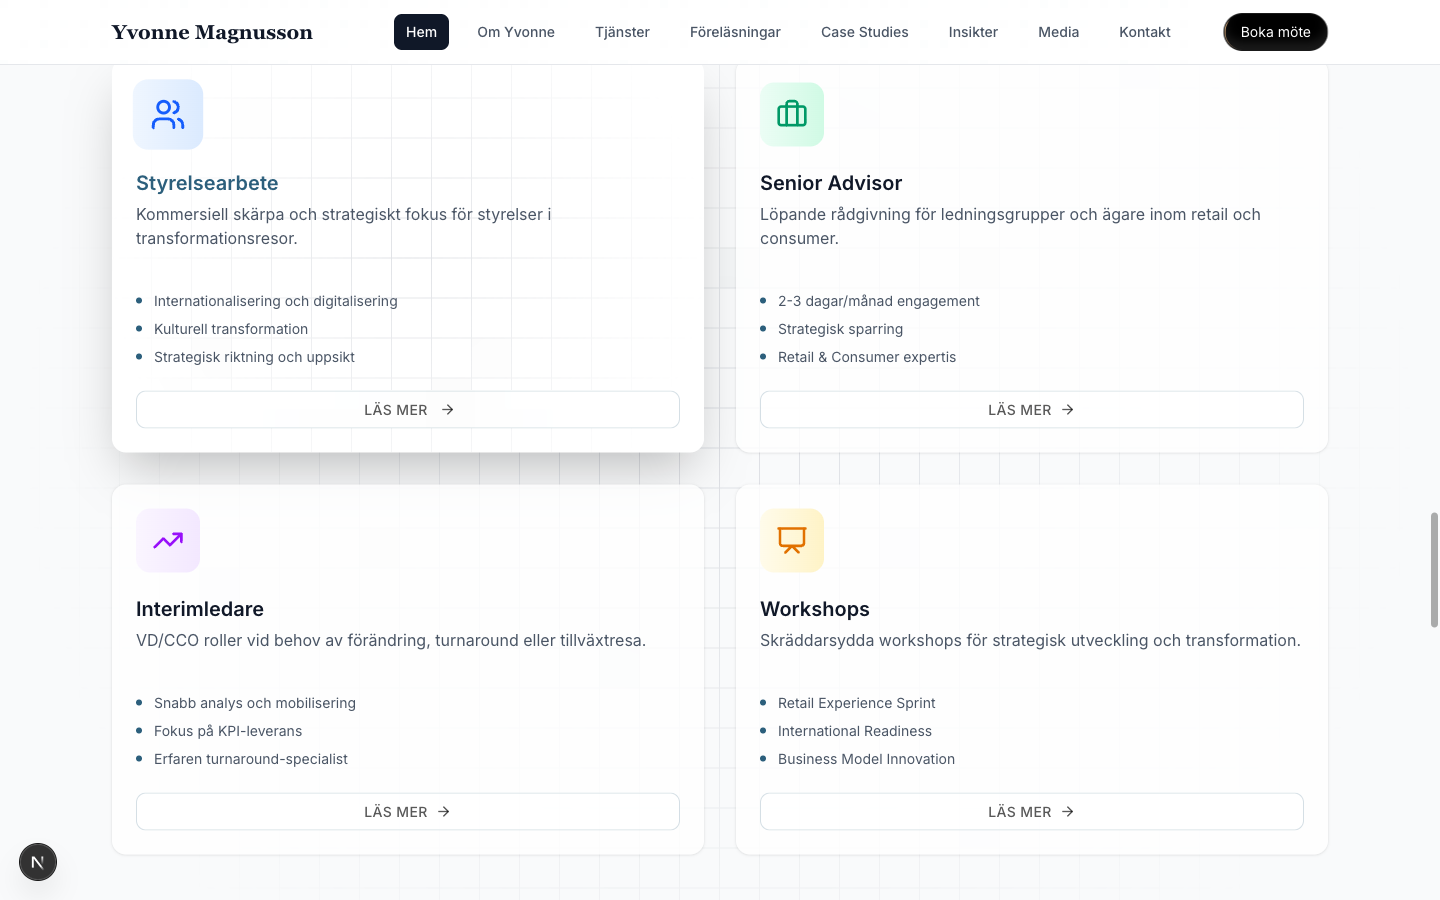 Yvonne Magnusson
Hem
Om Yvonne
Tjänster
Föreläsningar
Case Studies
Insikter
Media
Kontakt
Boka möte
Styrelsearbete
Kommersiell skärpa och strategiskt fokus för styrelser i
transformationsresor.
Internationalisering och digitalisering
Kulturell transformation
Strategisk riktning och uppsikt
LÄS MER
Senior Advisor
Löpande rådgivning för ledningsgrupper och ägare inom retail och
consumer.
2-3 dagar/månad engagement
Strategisk sparring
Retail & Consumer expertis
LÄS MER
Interimledare
VD/CCO roller vid behov av förändring, turnaround eller tillväxtresa.
Snabb analys och mobilisering
Fokus på KPI-leverans
Erfaren turnaround-specialist
LÄS MER
Workshops
Skräddarsydda workshops för strategisk utveckling och transformation.
Retail Experience Sprint
International Readiness
Business Model Innovation
LÄS MER
N